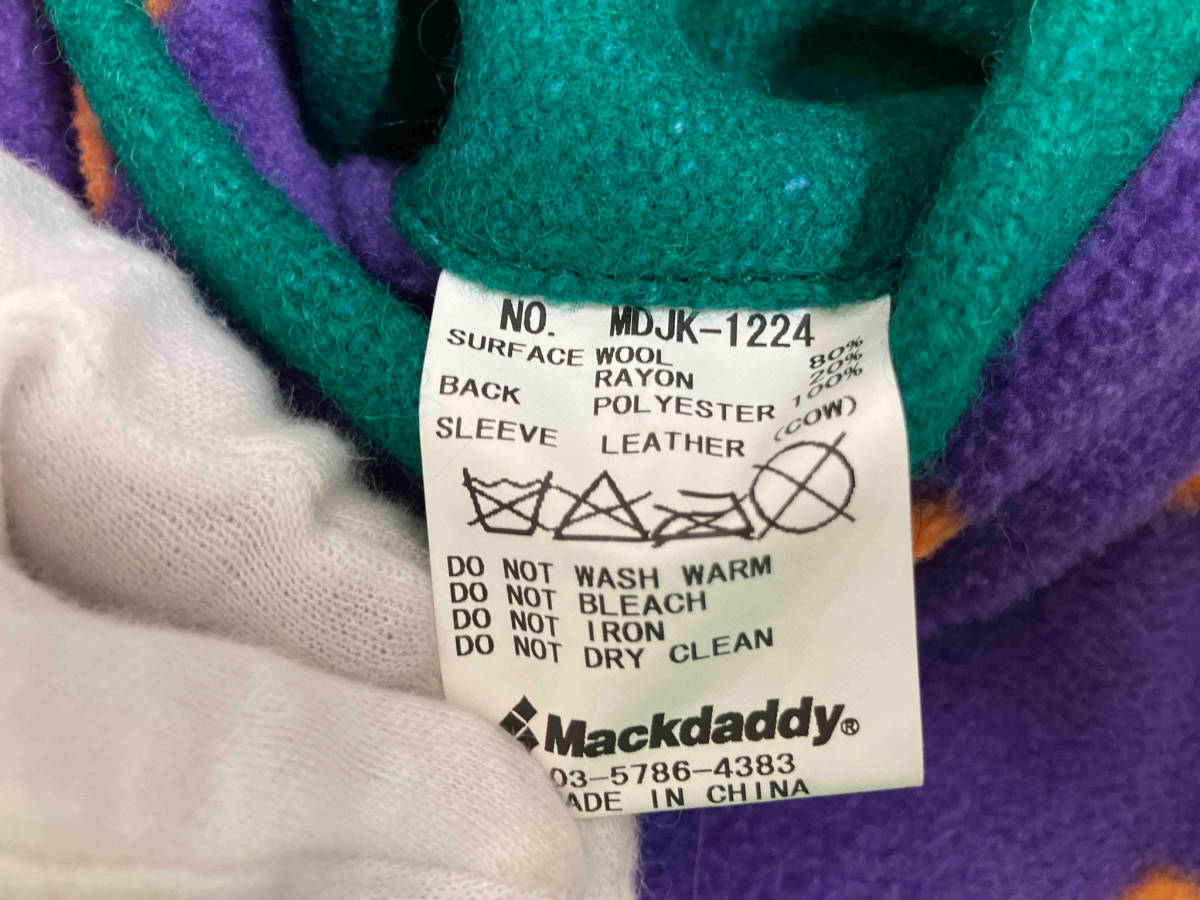 NO. MDJK-1224
SURFACE WOOL 80%
RAYON 20%
BACK POLYESTER 100%
SLEEVE LEATHER (COW)
DO NOT WASH WARM
DO NOT BLEACH
DO NOT IRON
DO NOT DRY CLEAN
Mackdaddy®
03-5786-4383
ADE IN CHINA